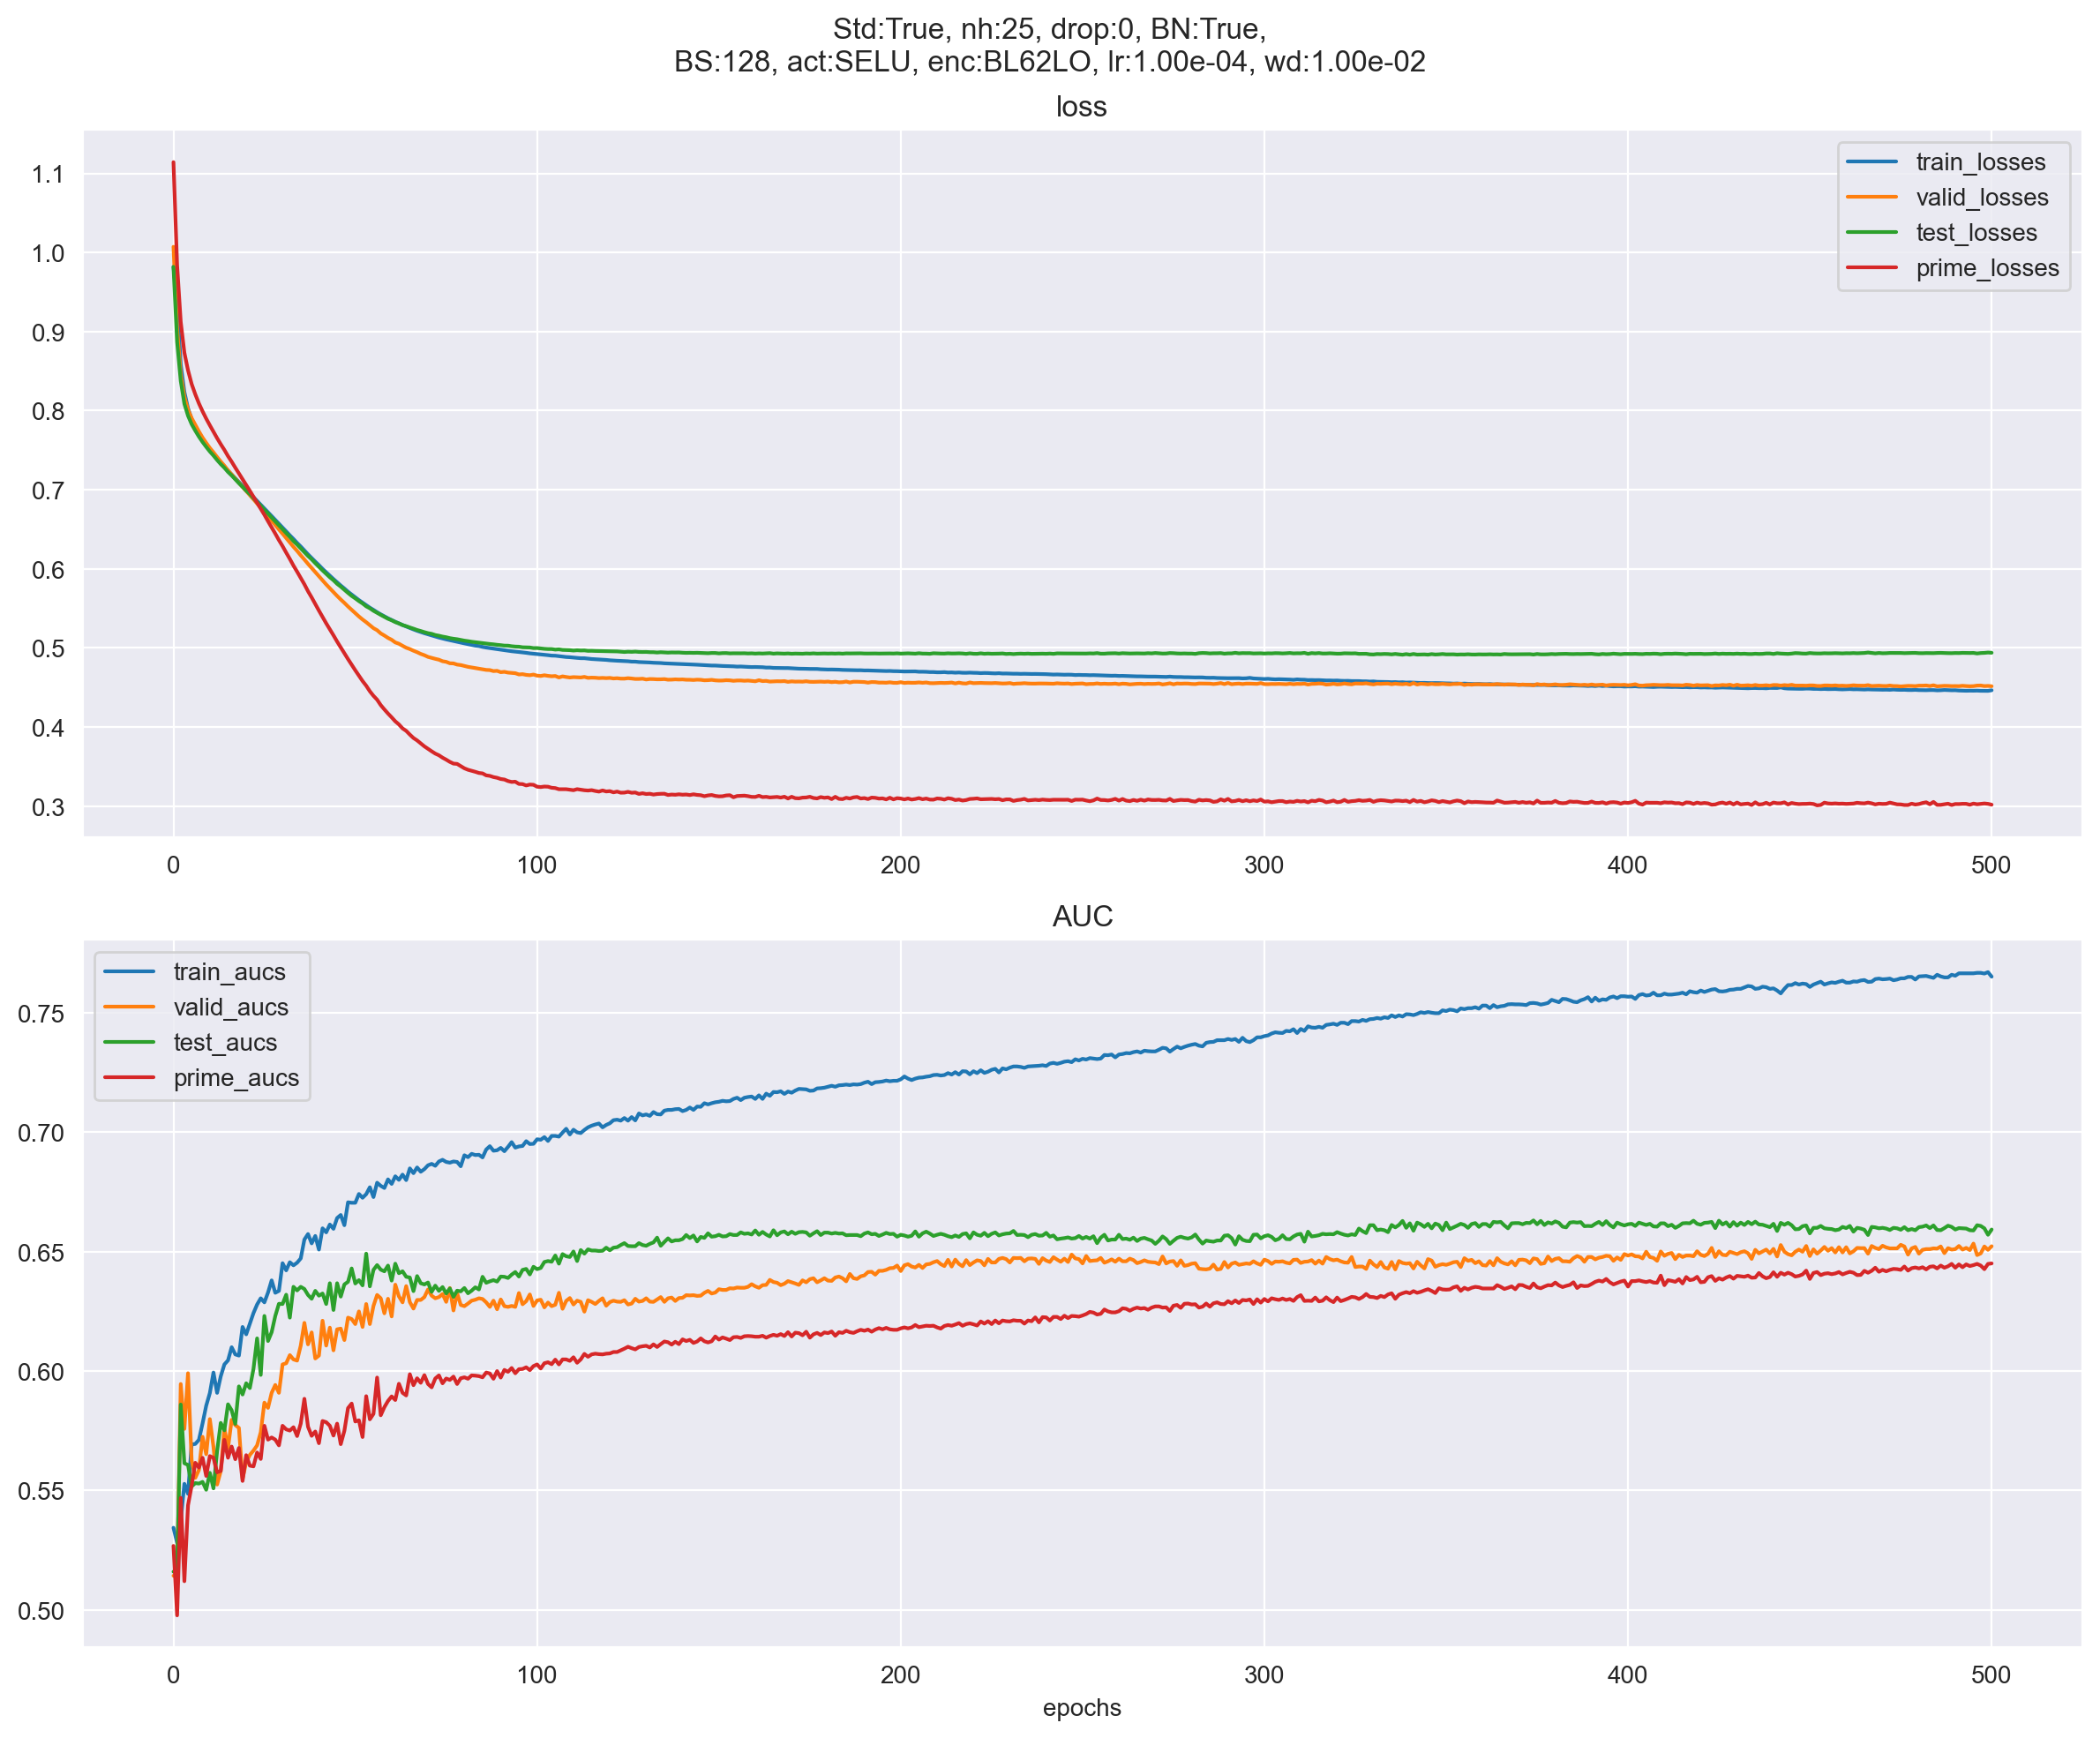 Std:True, nh:25, drop:0, BN:True,
BS:128, act:SELU, enc:BL62LO, lr:1.00e-04, wd:1.00e-02
loss
1.1
1.0
0.9
0.8
0.7
0.6
0.5
0.4
0.3
train_losses
valid_losses
test_losses
prime_losses
0 100 200 300 400 500
AUC
0.75
0.70
0.65
0.60
0.55
0.50
train_aucs
valid_aucs
test_aucs
prime_aucs
0 100 200 300 400 500
epochs